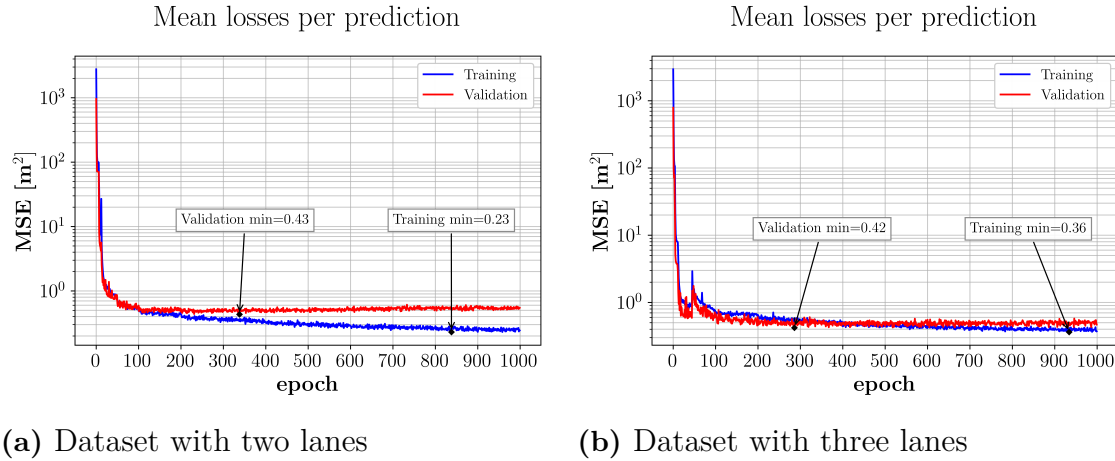 Mean losses per prediction
MSE [m²]
10³
10²
10¹
10⁰
Training
Validation
Validation min=0.43
Training min=0.23
0 100 200 300 400 500 600 700 800 900 1000
epoch
(a) Dataset with two lanes
Mean losses per prediction
MSE [m²]
10³
10²
10¹
10⁰
Training
Validation
Validation min=0.42
Training min=0.36
0 100 200 300 400 500 600 700 800 900 1000
epoch
(b) Dataset with three lanes